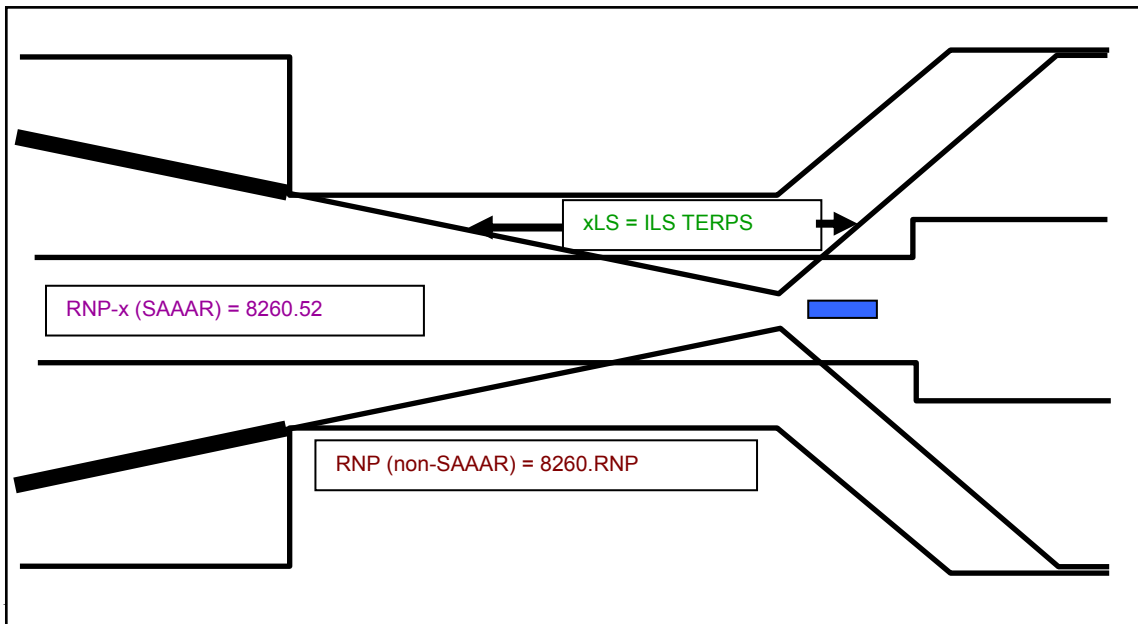 xLS = ILS TERPS
RNP-x (SAAAR) = 8260.52
RNP (non-SAAAR) = 8260.RNP